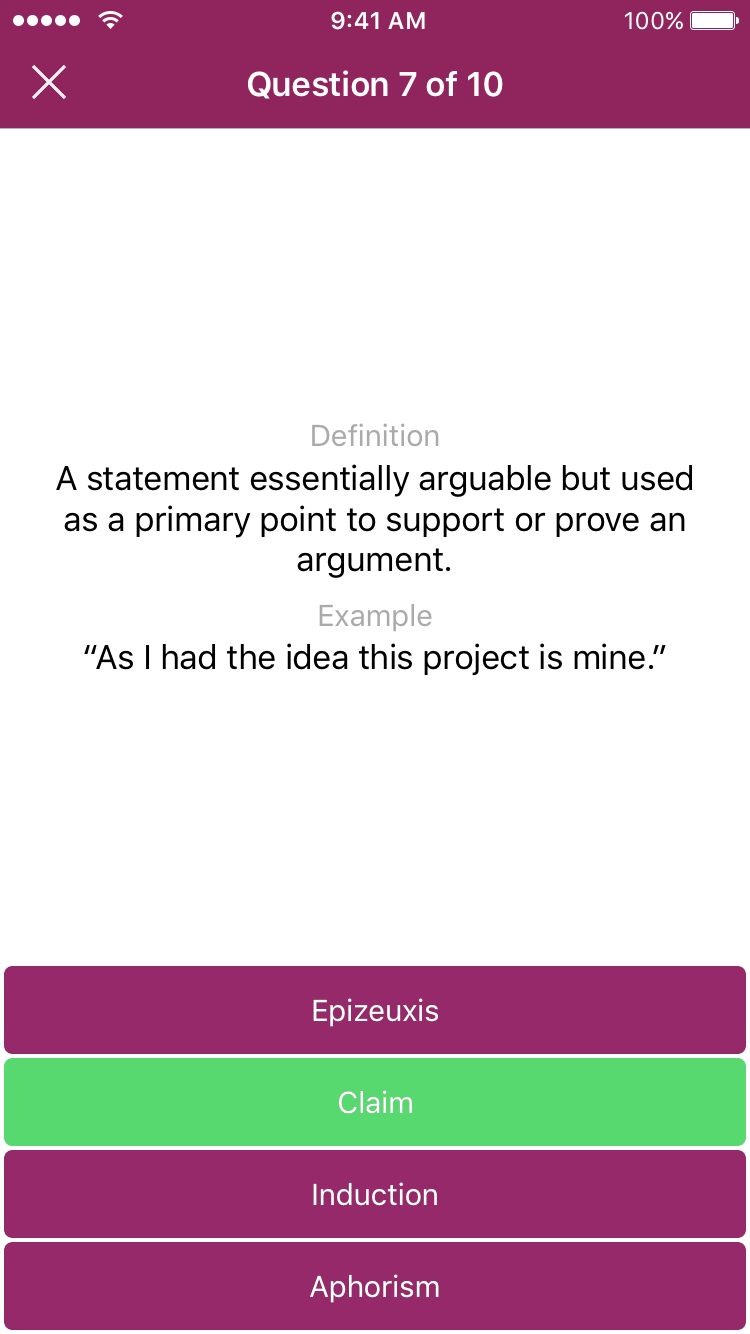 9:41 AM 100%
Question 7 of 10
Definition
A statement essentially arguable but used
as a primary point to support or prove an
argument.
Example
“As I had the idea this project is mine.”
Epizeuxis
Claim
Induction
Aphorism